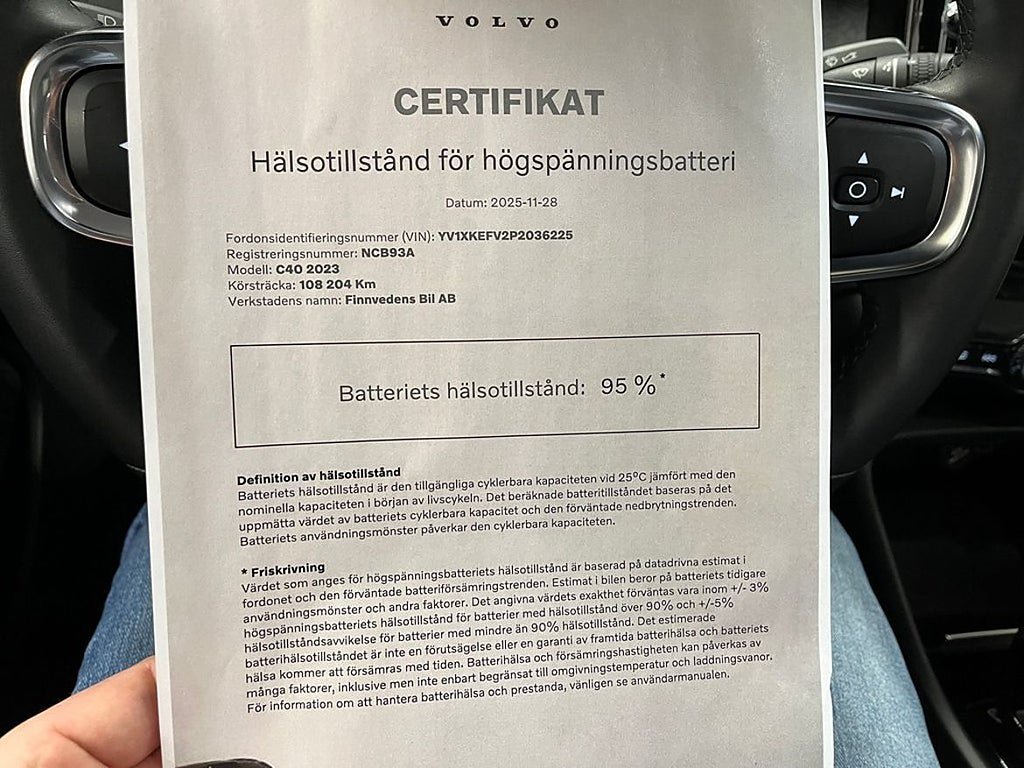 VOLVO
CERTIFIKAT
Hälsotillstånd för högspänningsbatteri
Datum: 2025-11-28
Fordonsidentifieringsnummer (VIN): YV1XKEFV2P2036225
Registreringsnummer: NCB93A
Modell: C40 2023
Körsträcka: 108 204 Km
Verkstadens namn: Finnvedens Bil AB
Batteriets hälsotillstånd: 95 %*
Definition av hälsotillstånd
Batteriets hälsotillstånd är den tillgängliga cyklerbara kapaciteten vid 25°C jämfört med den
nominella kapaciteten i början av livscykeln. Det beräknade batteritillståndet baseras på det
uppmätta värdet av batteriets cyklerbara kapacitet och den förväntade nedbrytningstrenden.
Batteriets användningsmönster påverkar den cyklerbara kapaciteten.
* Friskrivning
Värdet som anges för högspänningsbatteriets hälsotillstånd är baserad på datadrivna estimat i
fordonet och den förväntade batteriförsämringstrenden. Estimat i bilen beror på batteriets tidigare
användningsmönster och andra faktorer. Det angivna värdets exakthet förväntas vara inom +/- 3%
högspänningsbatteriets hälsotillstånd för batterier med hälsotillstånd över 90% och +/-5%
hälsotillståndsavvikelse för batterier med mindre än 90% hälsotillstånd. Det estimerade
batterihälsotillståndet är inte en förutsägelse eller en garanti av framtida batterihälsa och batteriets
hälsa kommer att försämras med tiden. Batterihälsa och försämringshastigheten kan påverkas av
många faktorer, inklusive men inte enbart begränsat till omgivningstemperatur och laddningsvanor.
För information om att hantera batterihälsa och prestanda, vänligen se användarmanualen.